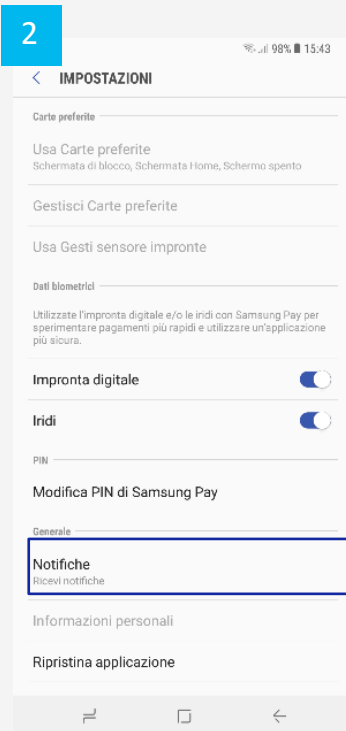 2
98% 15:43
IMPOSTAZIONI
Carte preferite
Usa Carte preferite
Schermata di blocco, Schermata Home, Schermo spento
Gestisci Carte preferite
Usa Gesti sensore impronte
Dati biometrici
Utilizzate l'impronta digitale e/o le iridi con Samsung Pay per
sperimentare pagamenti più rapidi e utilizzare un'applicazione
più sicura.
Impronta digitale
Iridi
PIN
Modifica PIN di Samsung Pay
Generale
Notifiche
Ricevi notifiche
Informazioni personali
Ripristina applicazione